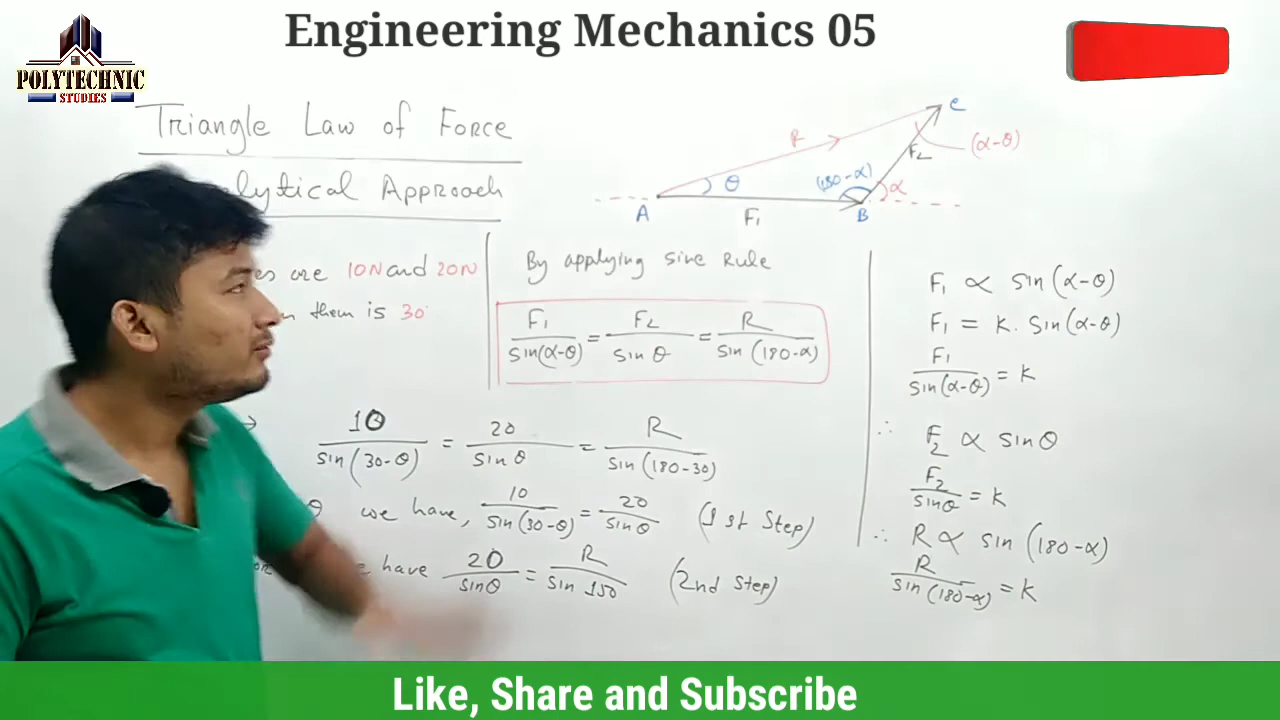 Engineering Mechanics 05
POLYTECHNIC
STUDIES
Triangle Law of Force
Approach
10N and 20N
them is 30
A
B
C
R
θ
F₁
F₂
(180-α)
α
(α-θ)
By applying Sine Rule
F₁/sin(α-θ) = F₂/sin θ = R/sin(180-α)
10/sin(30-θ) = 20/sin θ = R/sin(180-30)
θ we have, 10/sin(30-θ) = 20/sin θ (1st Step)
have 20/sin θ = R/sin 150 (2nd Step)
F₁ ∝ sin(α-θ)
F₁ = K. Sin(α-θ)
F₁/sin(α-θ) = K
∴ F₂ ∝ sin θ
F₂/sin θ = K
∴ R ∝ sin (180-α)
R/sin(180-α) = K
Like, Share and Subscribe